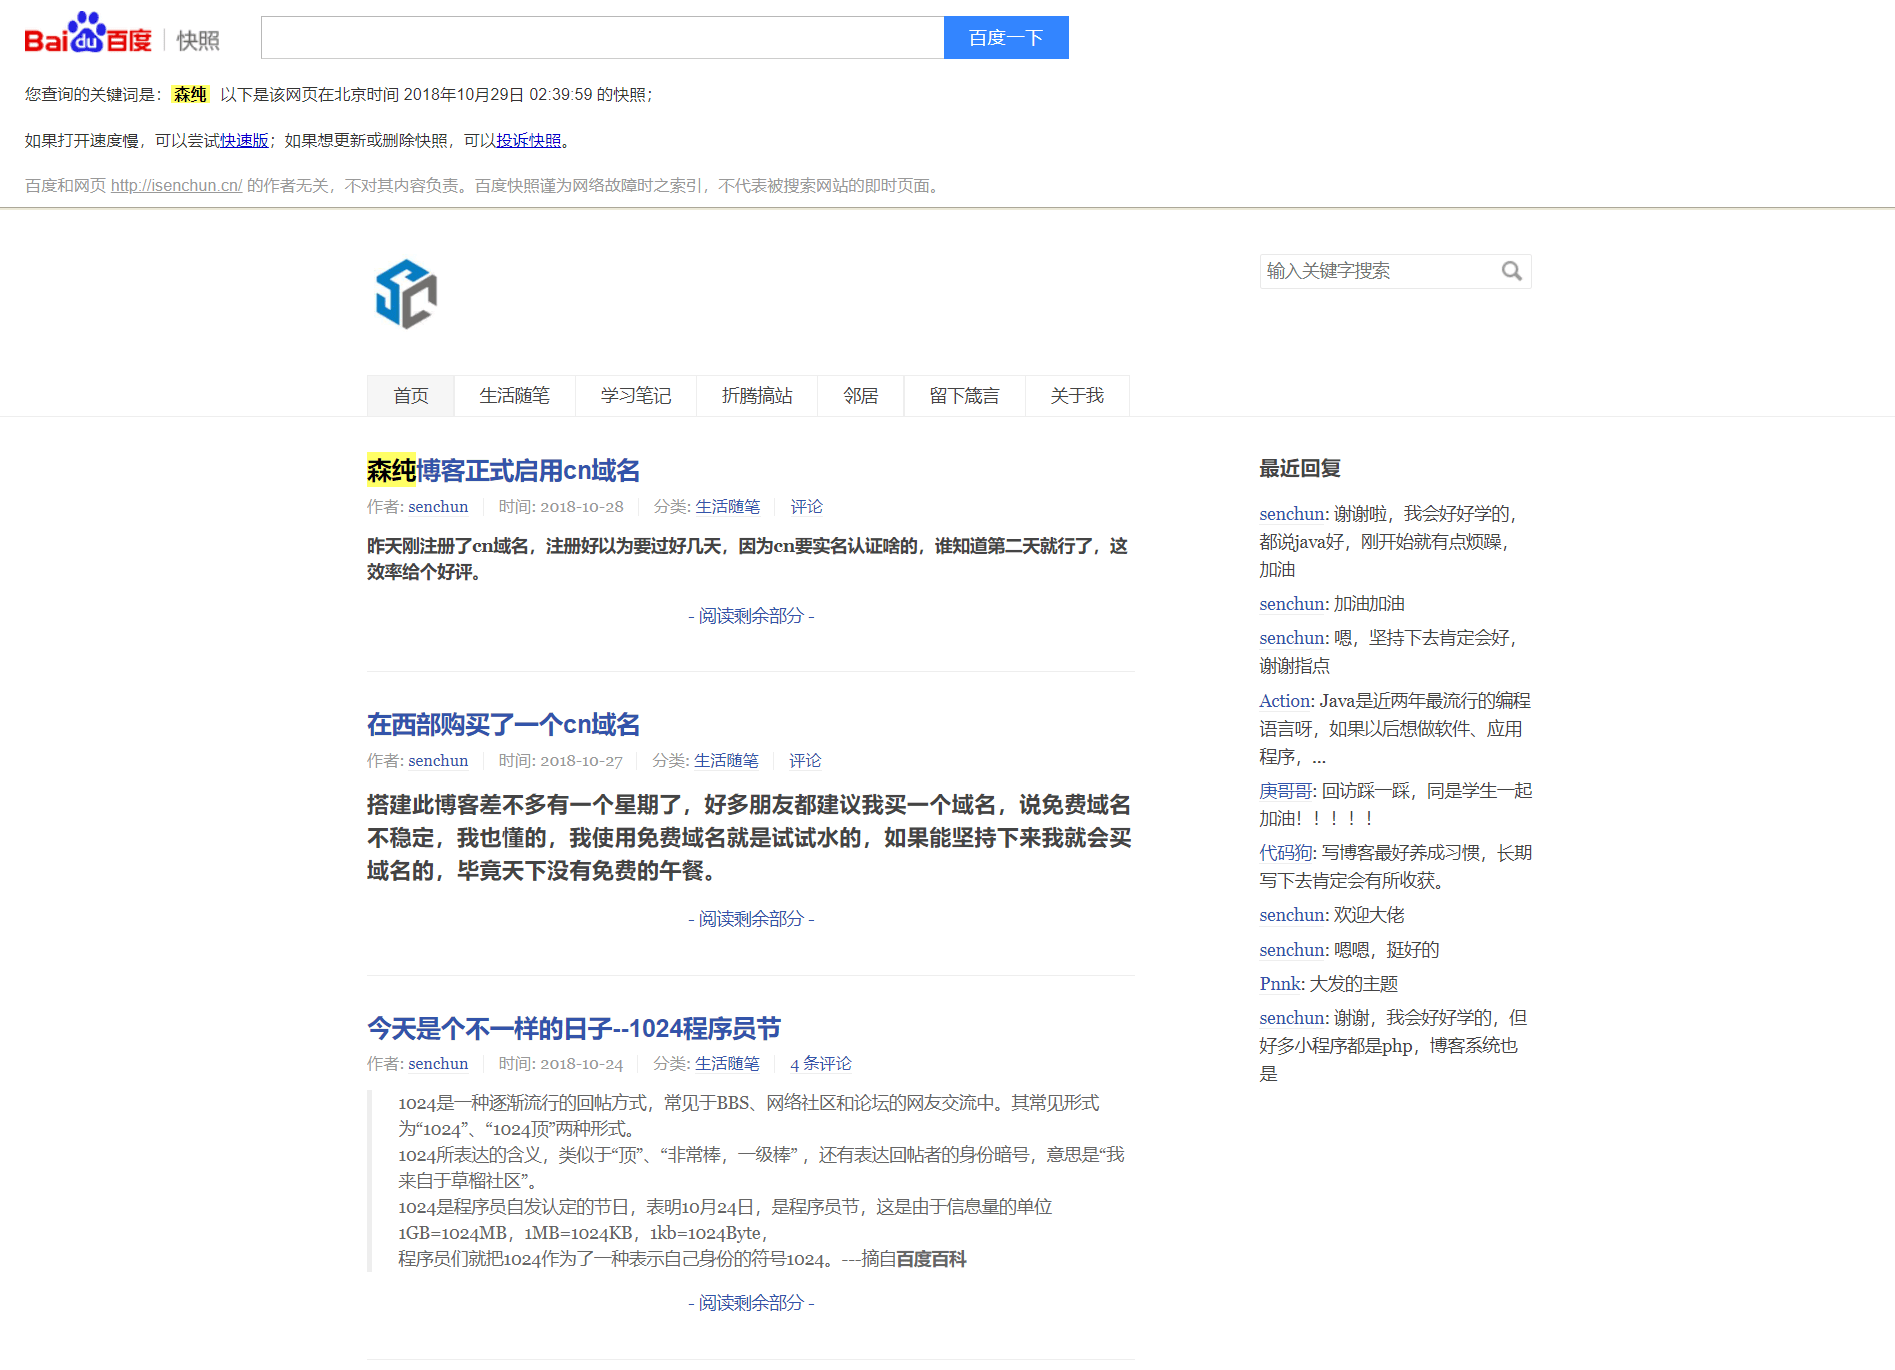 Bai du 百度 快照
百度一下
您查询的关键词是：森纯 以下是该网页在北京时间 2018年10月29日 02:39:59 的快照；
如果打开速度慢，可以尝试快速版；如果想更新或删除快照，可以投诉快照。
百度和网页 http://isenchun.cn/ 的作者无关，不对其内容负责。百度快照谨为网络故障时之索引，不代表被搜索网站的即时页面。
输入关键字搜索
首页 生活随笔 学习笔记 折腾搞站 邻居 留下箴言 关于我
森纯博客正式启用cn域名
作者: senchun 时间: 2018-10-28 分类: 生活随笔 评论
昨天刚注册了cn域名，注册好以为要过好几天，因为cn要实名认证啥的，谁知道第二天就行了，这
效率给个好评。
- 阅读剩余部分 -
在西部购买了一个cn域名
作者: senchun 时间: 2018-10-27 分类: 生活随笔 评论
搭建此博客差不多有一个星期了，好多朋友都建议我买一个域名，说免费域名
不稳定，我也懂的，我使用免费域名就是试试水的，如果能坚持下来我就会买
域名的，毕竟天下没有免费的午餐。
- 阅读剩余部分 -
今天是个不一样的日子--1024程序员节
作者: senchun 时间: 2018-10-24 分类: 生活随笔 4 条评论
1024是一种逐渐流行的回帖方式，常见于BBS、网络社区和论坛的网友交流中。其常见形式
为“1024”、“1024顶”两种形式。
1024所表达的含义，类似于“顶”、“非常棒，一级棒” ，还有表达回帖者的身份暗号，意思是“我
来自于草榴社区”。
1024是程序员自发认定的节日，表明10月24日，是程序员节，这是由于信息量的单位
1GB=1024MB，1MB=1024KB，1kb=1024Byte，
程序员们就把1024作为了一种表示自己身份的符号1024。---摘自百度百科
- 阅读剩余部分 -
最近回复
senchun: 谢谢啦，我会好好学的，
都说java好，刚开始就有点烦躁，
加油
senchun: 加油加油
senchun: 嗯，坚持下去肯定会好，
谢谢指点
Action: Java是近两年最流行的编程
语言呀，如果以后想做软件、应用
程序，...
庚哥哥: 回访踩一踩，同是学生一起
加油！！！！！
代码狗: 写博客最好养成习惯，长期
写下去肯定会有所收获。
senchun: 欢迎大佬
senchun: 嗯嗯，挺好的
Pnnk: 大发的主题
senchun: 谢谢，我会好好学的，但
好多小程序都是php，博客系统也
是